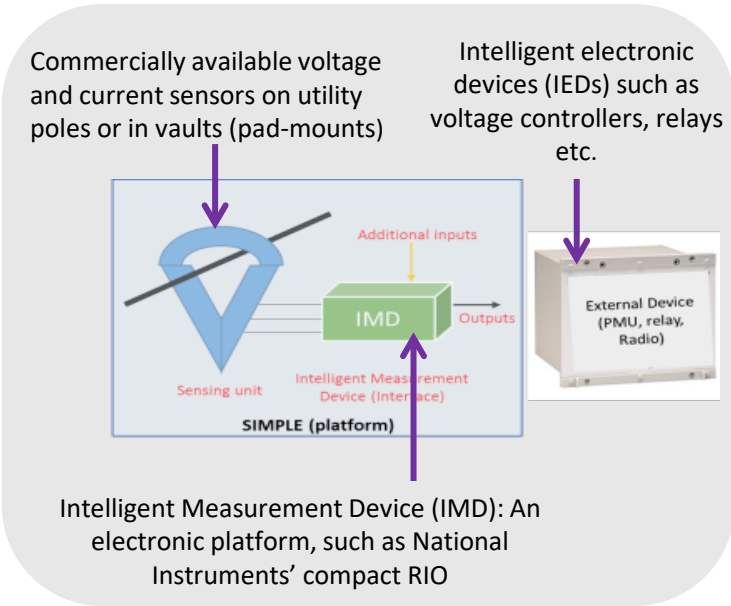 Commercially available voltage
and current sensors on utility
poles or in vaults (pad-mounts)
Intelligent electronic
devices (IEDs) such as
voltage controllers, relays
etc.
Additional inputs
IMD
Outputs
Sensing unit
Intelligent Measurement
Device (Interface)
SIMPLE (platform)
External Device
(PMU, relay,
Radio)
Intelligent Measurement Device (IMD): An
electronic platform, such as National
Instruments’ compact RIO